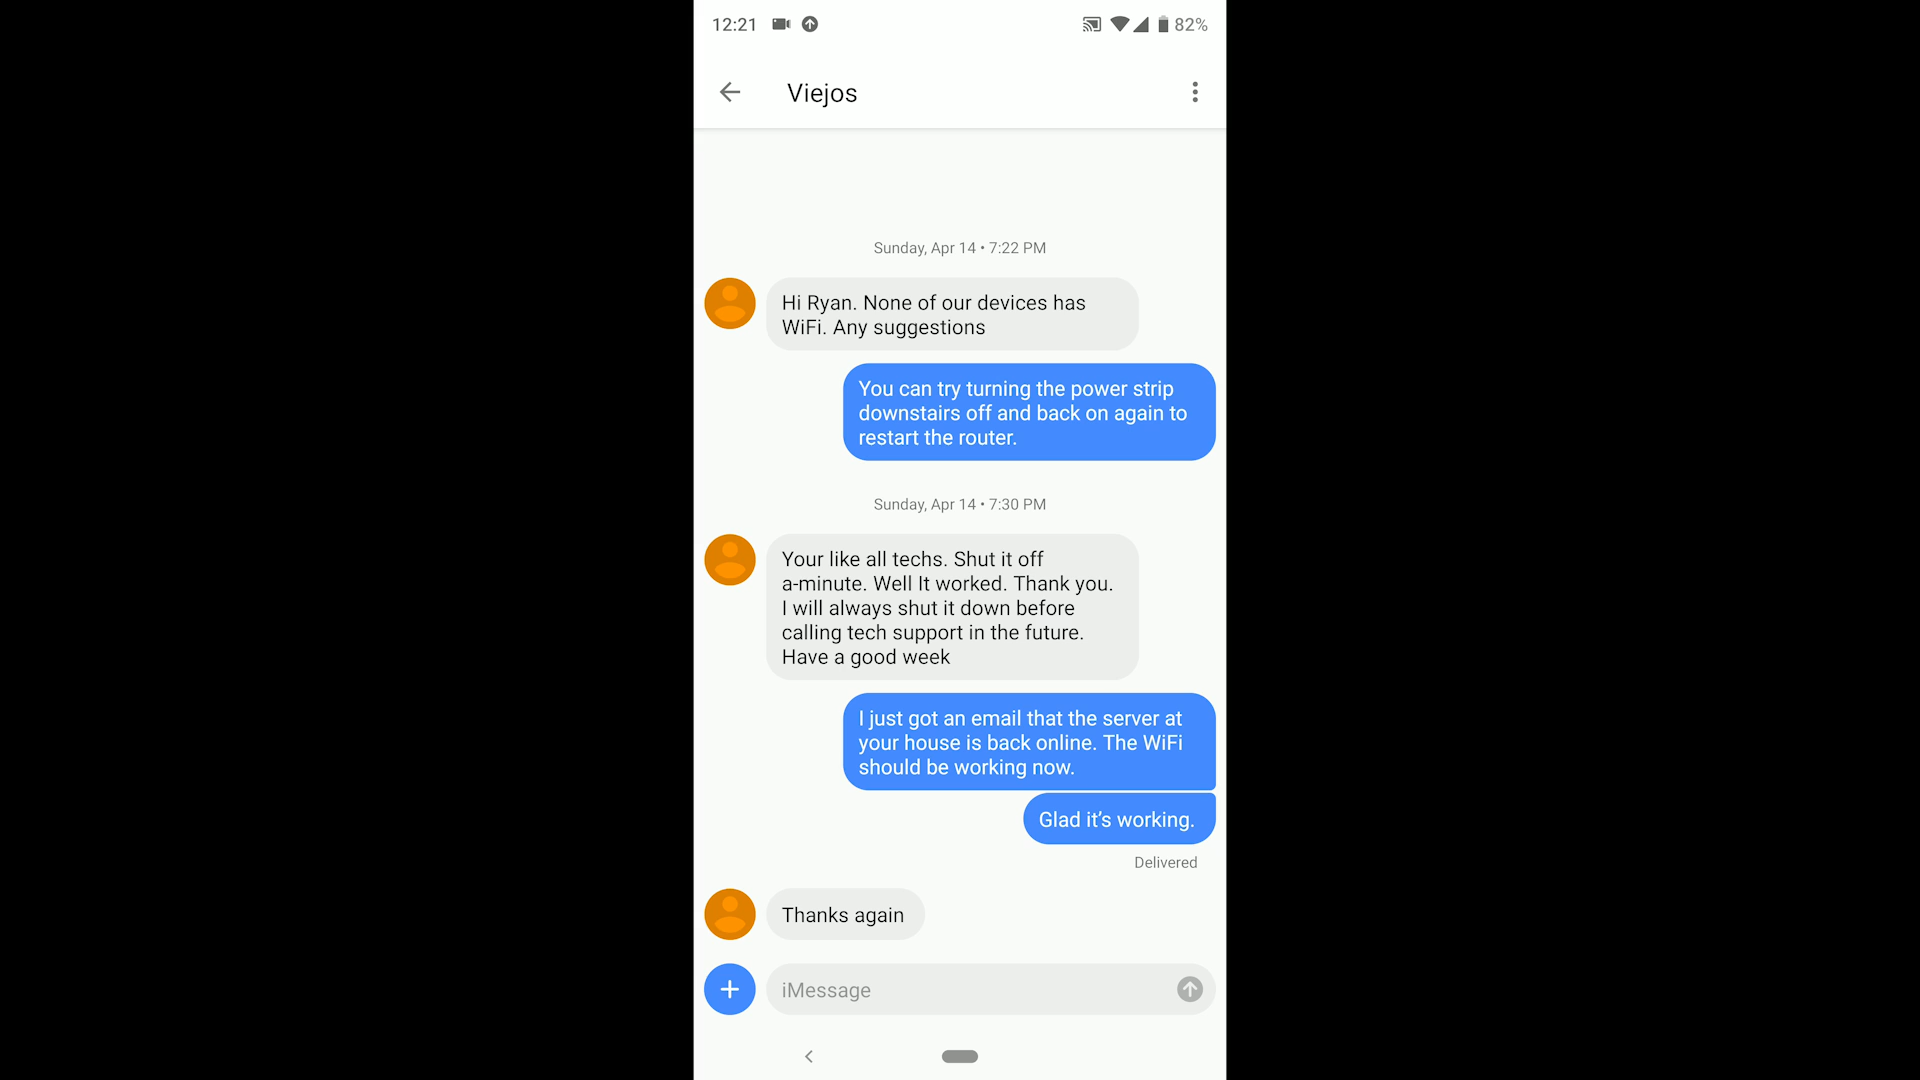 12:21
82%
Viejos
Sunday, Apr 14 • 7:22 PM
Hi Ryan. None of our devices has
WiFi. Any suggestions
You can try turning the power strip
downstairs off and back on again to
restart the router.
Sunday, Apr 14 • 7:30 PM
Your like all techs. Shut it off
a-minute. Well It worked. Thank you.
I will always shut it down before
calling tech support in the future.
Have a good week
I just got an email that the server at
your house is back online. The WiFi
should be working now.
Glad it’s working.
Delivered
Thanks again
iMessage